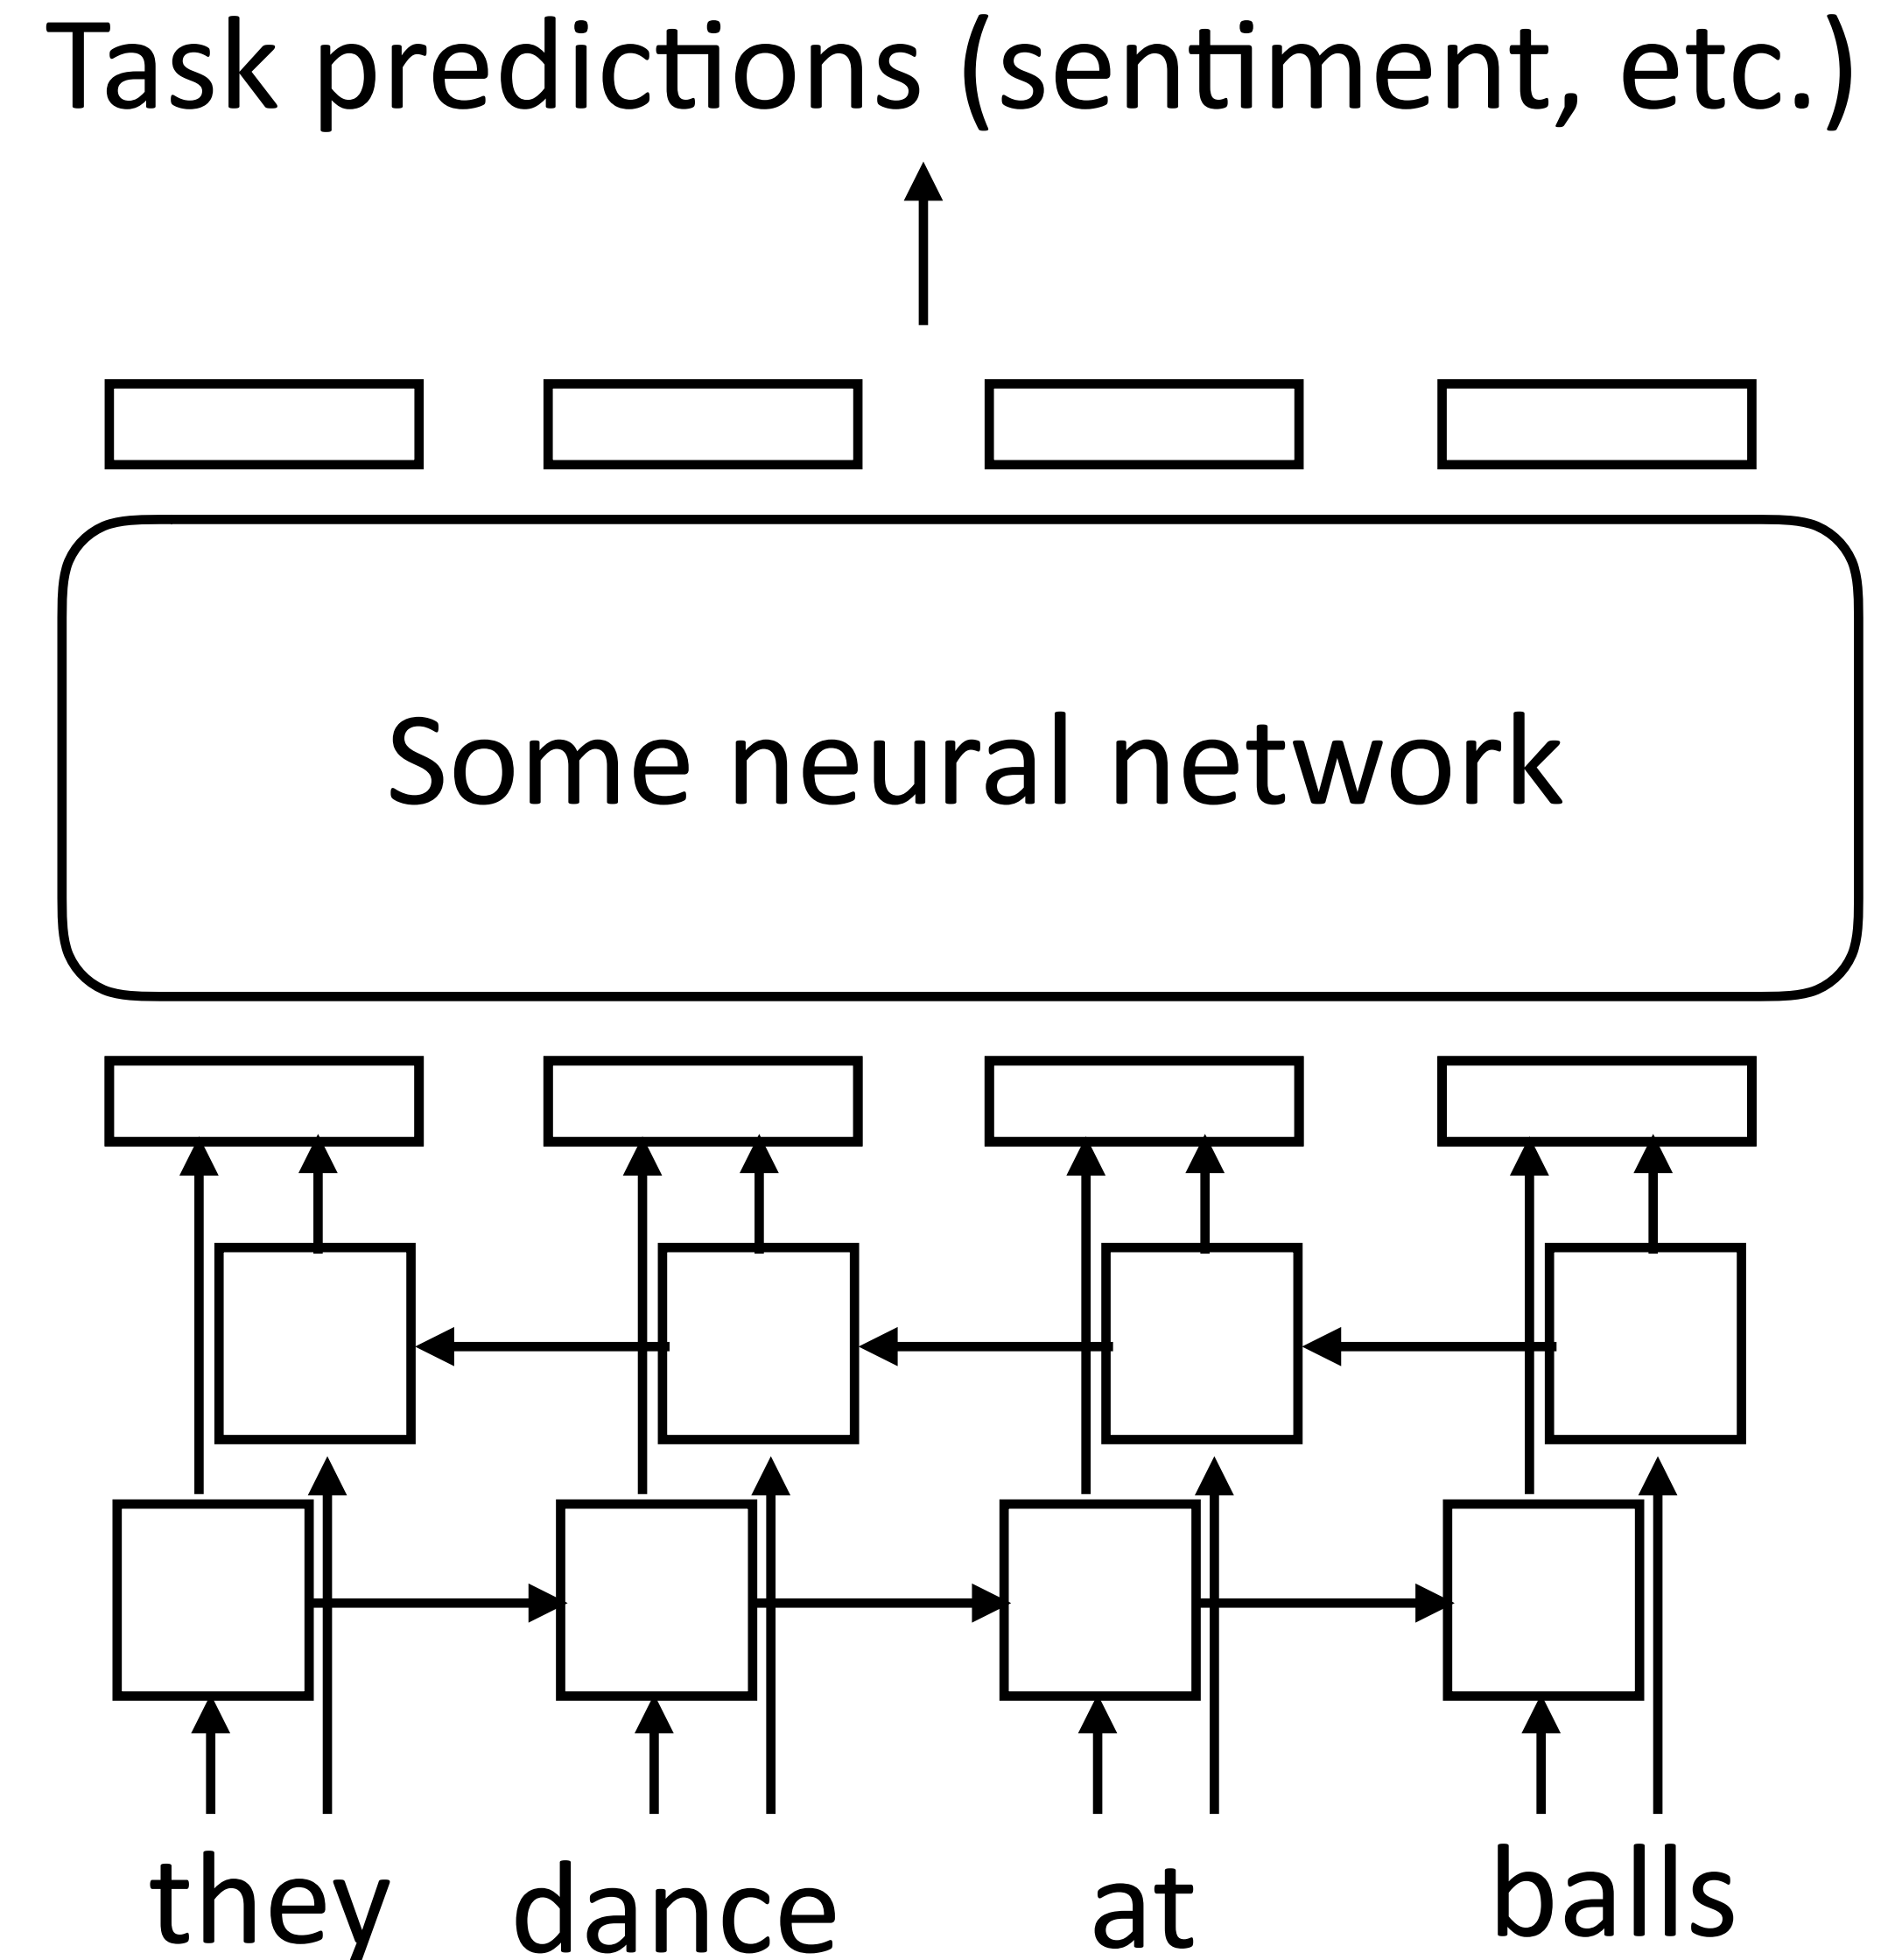 Task predictions (sentiment, etc.)
Some neural network
they dance at balls